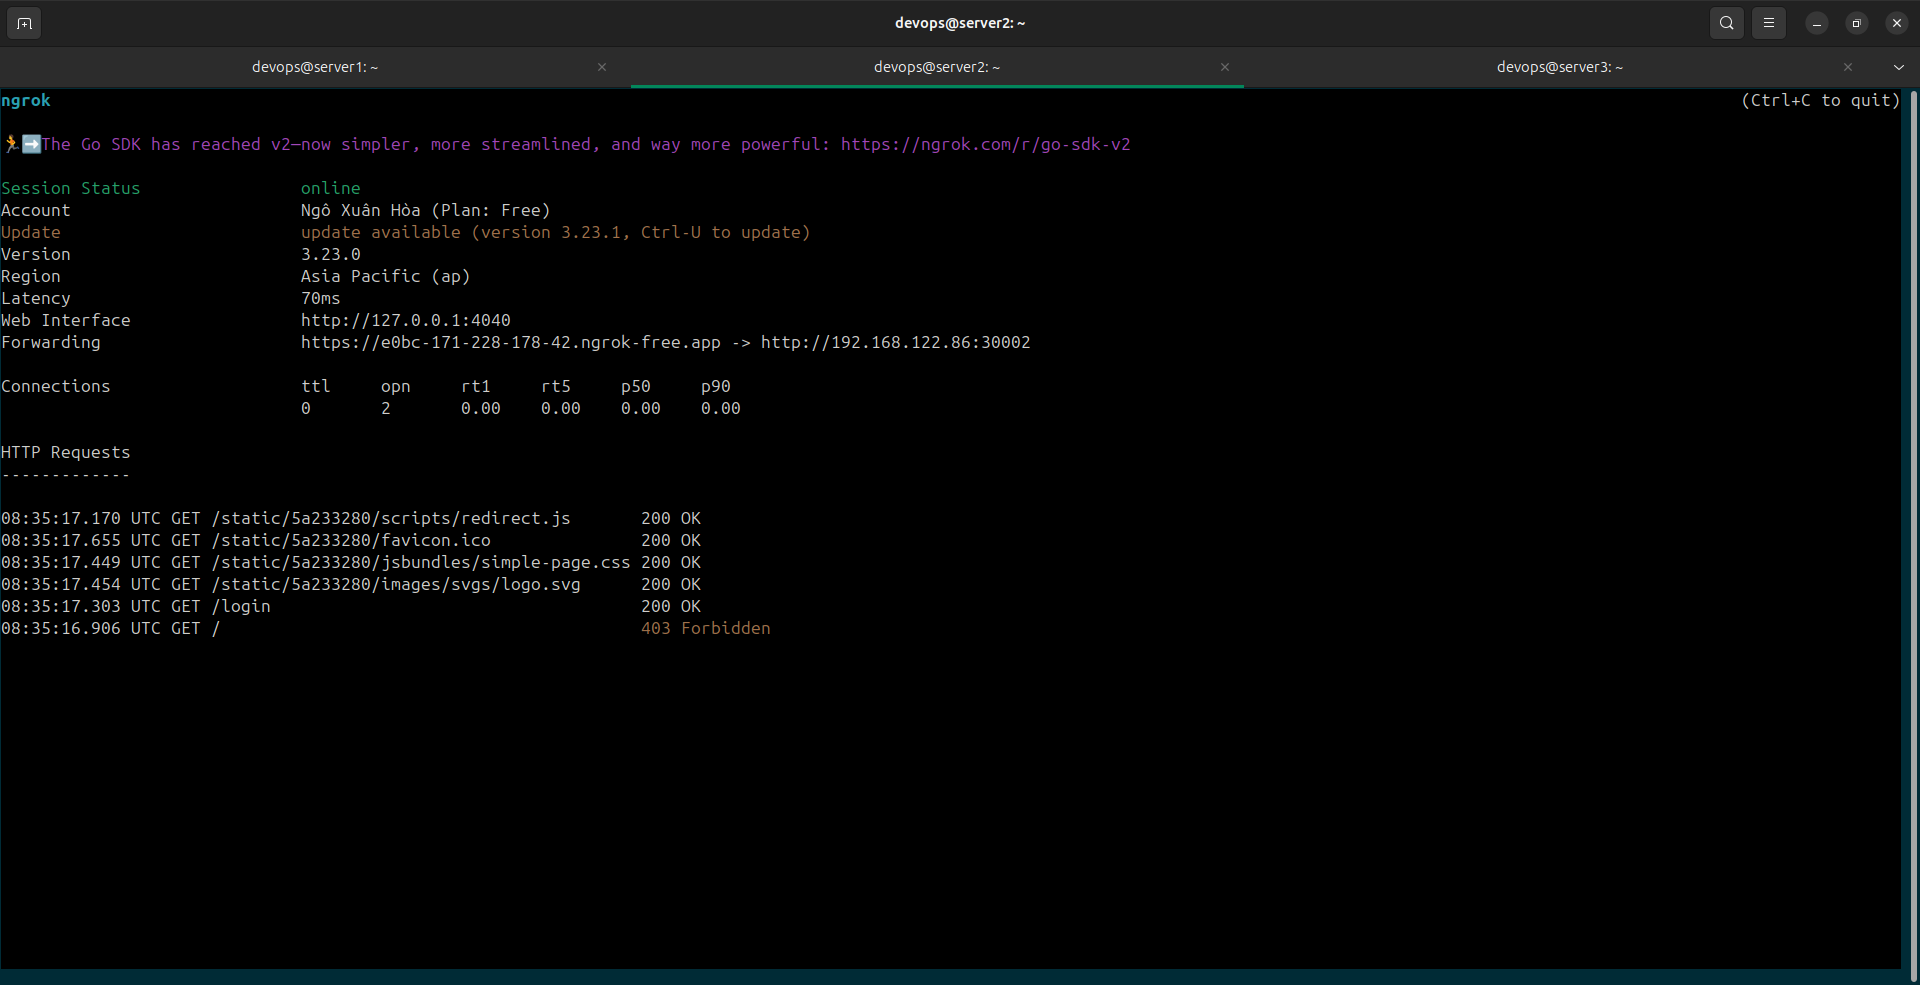 devops@server2: ~
devops@server1: ~
devops@server2: ~
devops@server3: ~
ngrok (Ctrl+C to quit)
🏃➡️The Go SDK has reached v2—now simpler, more streamlined, and way more powerful: https://ngrok.com/r/go-sdk-v2
Session Status online
Account Ngô Xuân Hòa (Plan: Free)
Update update available (version 3.23.1, Ctrl-U to update)
Version 3.23.0
Region Asia Pacific (ap)
Latency 70ms
Web Interface http://127.0.0.1:4040
Forwarding https://e0bc-171-228-178-42.ngrok-free.app -> http://192.168.122.86:30002
Connections ttl opn rt1 rt5 p50 p90
0 2 0.00 0.00 0.00 0.00
HTTP Requests
-------------
08:35:17.170 UTC GET /static/5a233280/scripts/redirect.js 200 OK
08:35:17.655 UTC GET /static/5a233280/favicon.ico 200 OK
08:35:17.449 UTC GET /static/5a233280/jsbundles/simple-page.css 200 OK
08:35:17.454 UTC GET /static/5a233280/images/svgs/logo.svg 200 OK
08:35:17.303 UTC GET /login 200 OK
08:35:16.906 UTC GET / 403 Forbidden